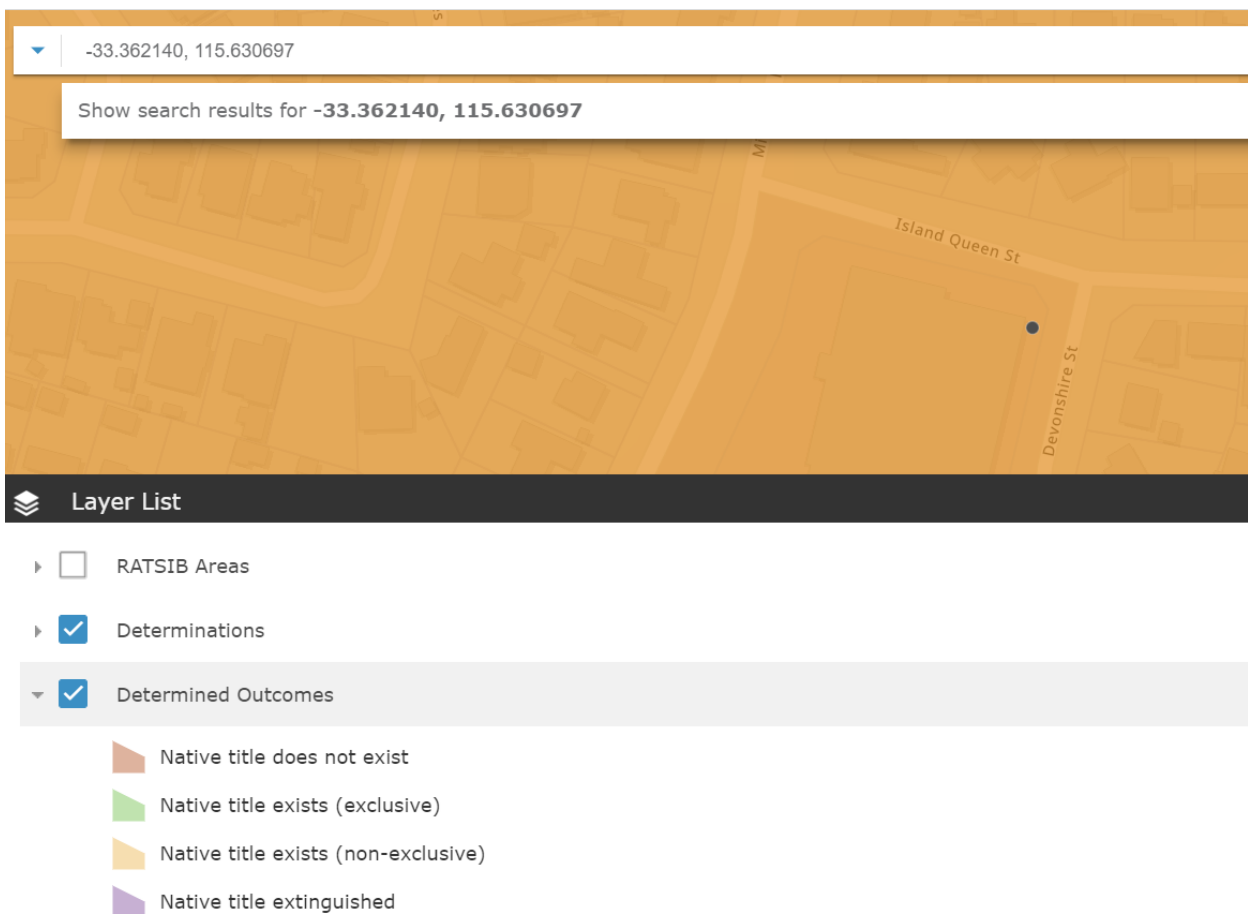 -33.362140, 115.630697
Show search results for -33.362140, 115.630697
Island Queen St
Devonshire St
Layer List
RATSIB Areas
Determinations
Determined Outcomes
Native title does not exist
Native title exists (exclusive)
Native title exists (non-exclusive)
Native title extinguished